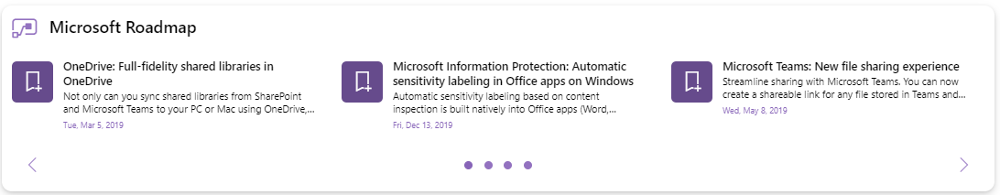 Microsoft Roadmap
OneDrive: Full-fidelity shared libraries in
OneDrive
Not only can you sync shared libraries from SharePoint
and Microsoft Teams to your PC or Mac using OneDrive,...
Tue, Mar 5, 2019
Microsoft Information Protection: Automatic
sensitivity labeling in Office apps on Windows
Automatic sensitivity labeling based on content
inspection is built natively into Office apps (Word,...
Fri, Dec 13, 2019
Microsoft Teams: New file sharing experience
Streamline sharing with Microsoft Teams. You can now
create a shareable link for any file stored in Teams and...
Wed, May 8, 2019